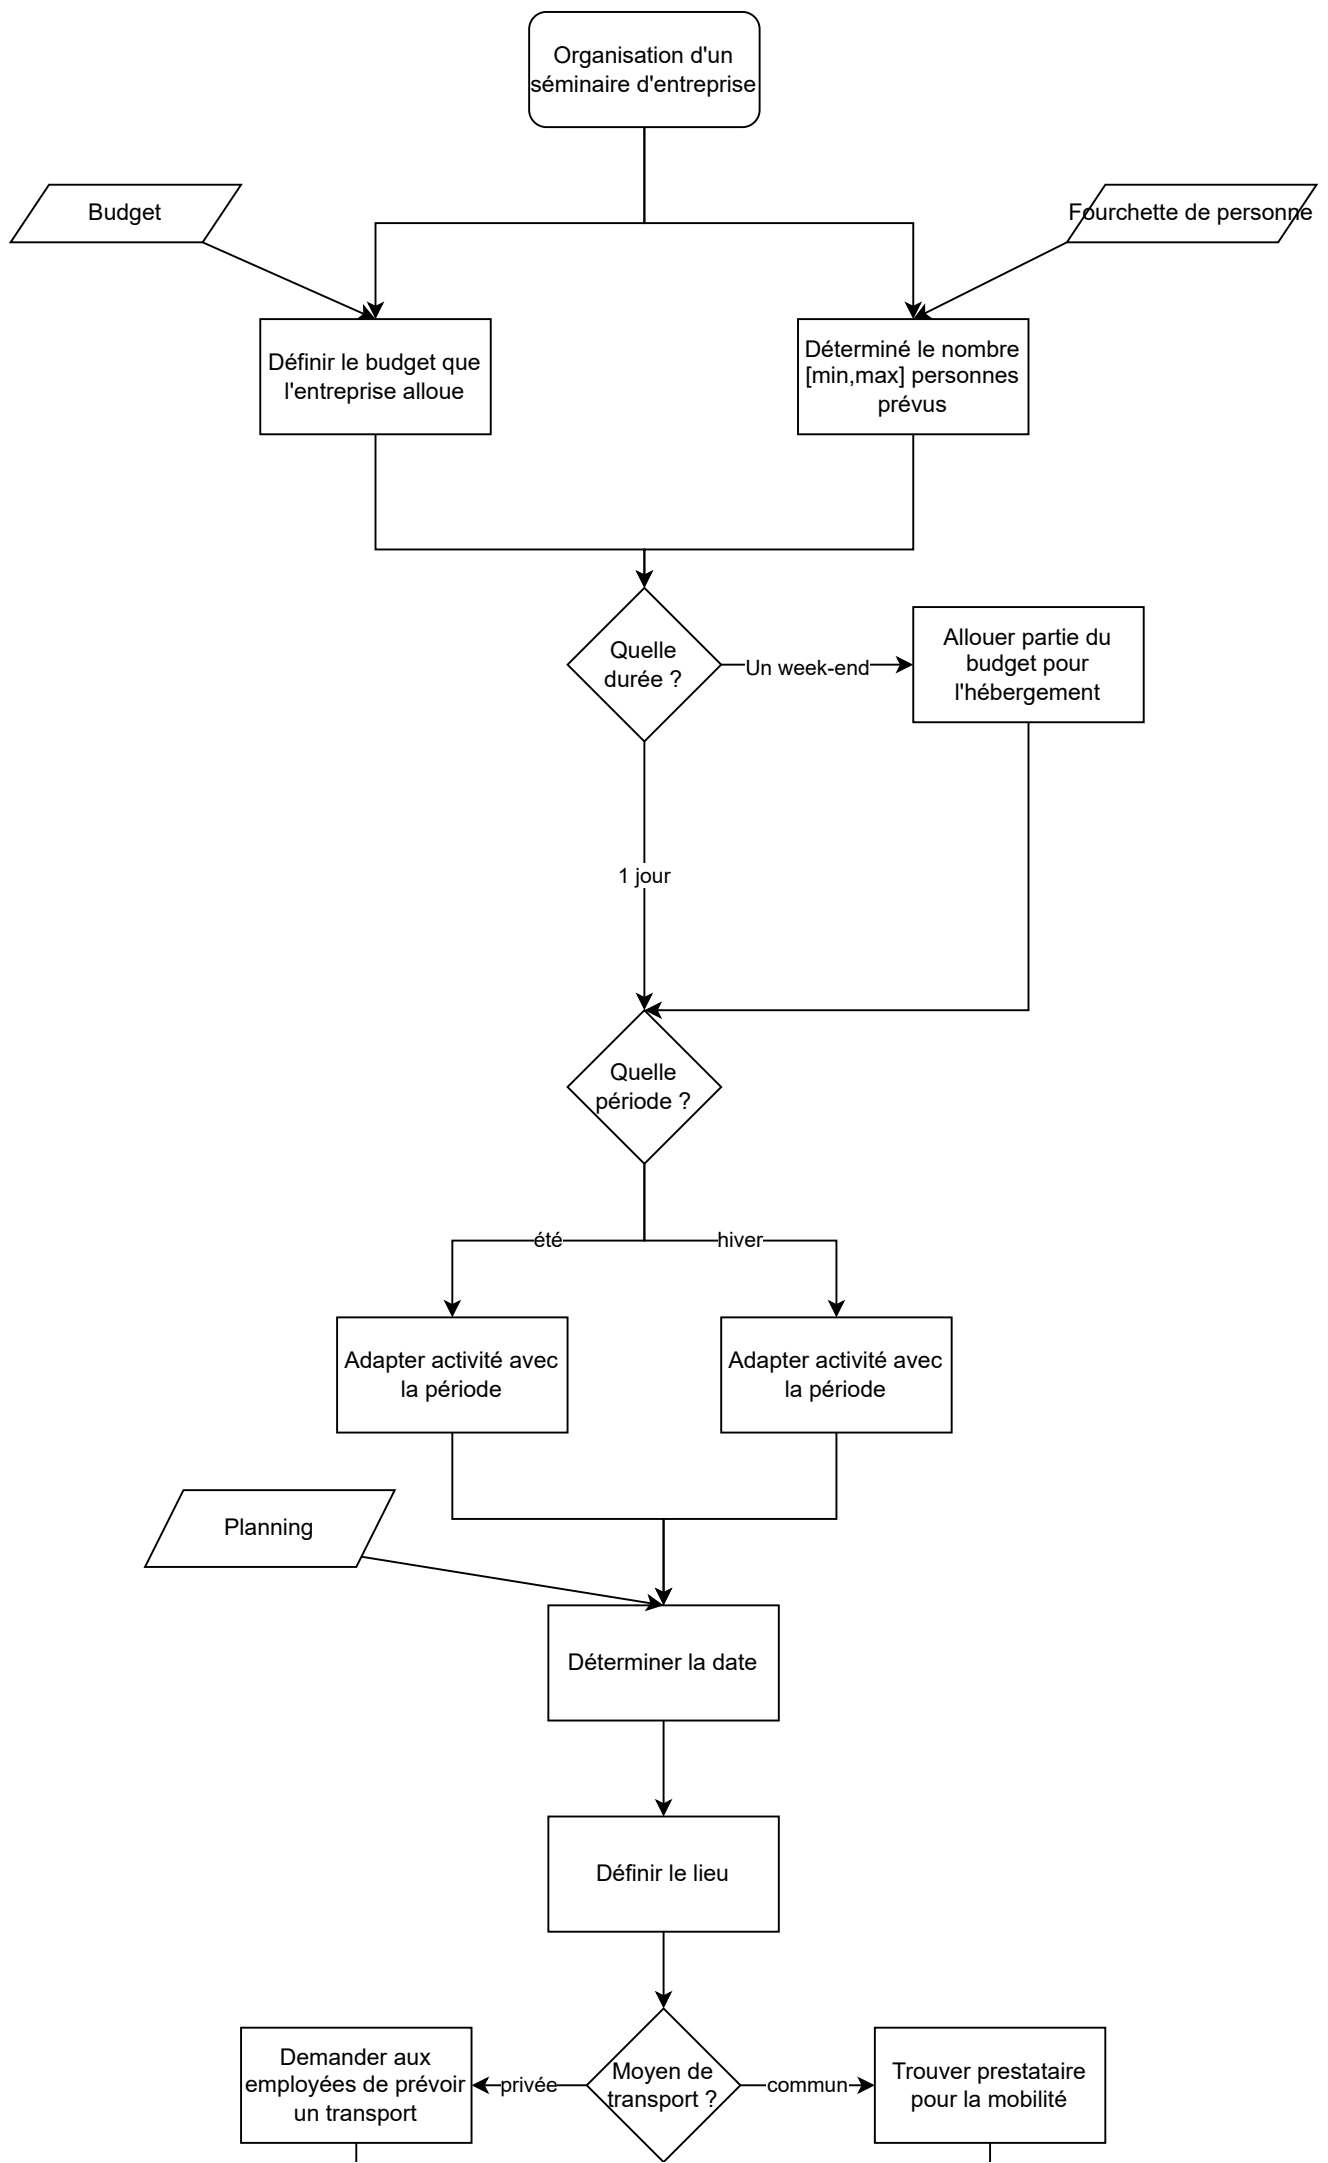 Organisation d'un
séminaire d'entreprise
Budget
Fourchette de personne
Définir le budget que
l'entreprise alloue
Déterminé le nombre
[min,max] personnes
prévus
Quelle
durée ?
Un week-end
Allouer partie du
budget pour
l'hébergement
1 jour
Quelle
période ?
été
hiver
Adapter activité avec
la période
Adapter activité avec
la période
Planning
Déterminer la date
Définir le lieu
Demander aux
employées de prévoir
un transport
privée
Moyen de
transport ?
commun
Trouver prestataire
pour la mobilité